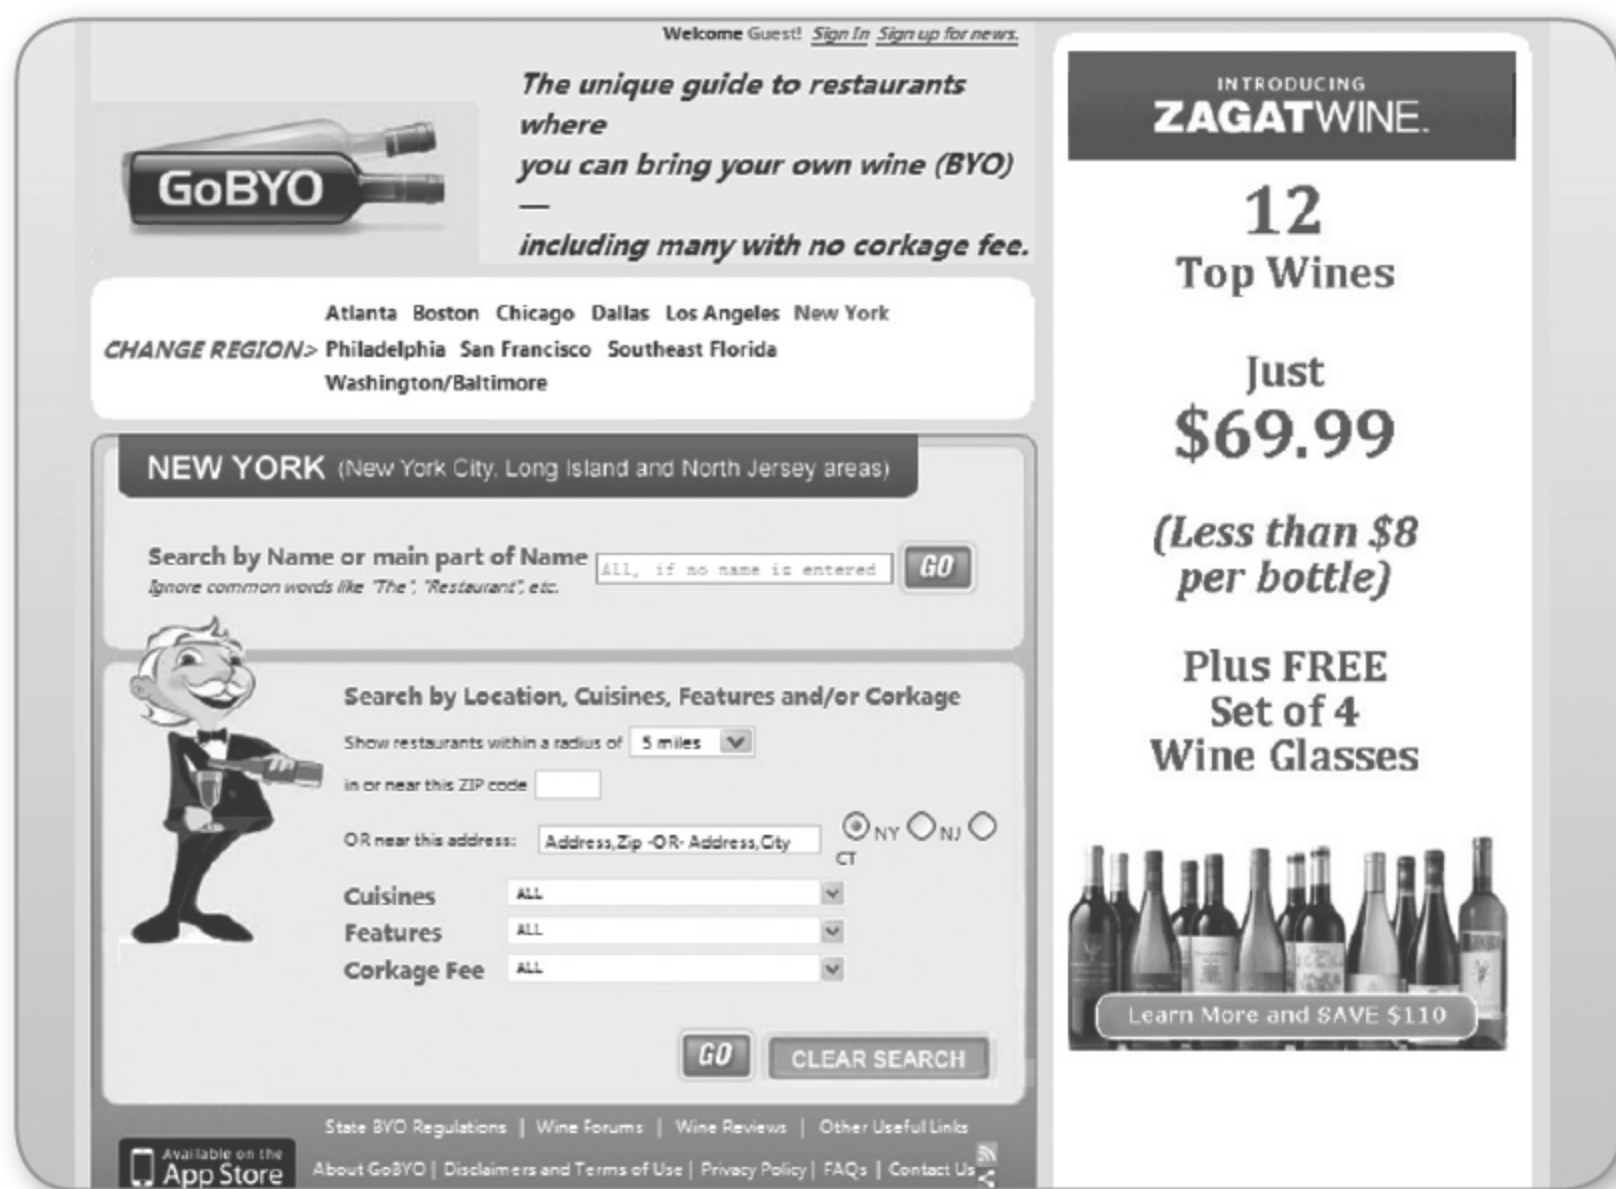 Welcome Guest! Sign In Sign up for news.
GoBYO
The unique guide to restaurants
where
you can bring your own wine (BYO)
—
including many with no corkage fee.
CHANGE REGION>
Atlanta Boston Chicago Dallas Los Angeles New York
Philadelphia San Francisco Southeast Florida
Washington/Baltimore
NEW YORK (New York City, Long Island and North Jersey areas)
Search by Name or main part of Name
All, if no name is entered
GO
Ignore common words like "The", "Restaurant", etc.
Search by Location, Cuisines, Features and/or Corkage
Show restaurants within a radius of 5 miles
in or near this ZIP code
OR near this address: Address,Zip -OR- Address,City NY NJ
CT
Cuisines ALL
Features ALL
Corkage Fee ALL
GO CLEAR SEARCH
State BYO Regulations | Wine Forums | Wine Reviews | Other Useful Links
About GoBYO | Disclaimers and Terms of Use | Privacy Policy | FAQs | Contact Us
Available on the
App Store
INTRODUCING
ZAGATWINE.
12
Top Wines
Just
$69.99
(Less than $8
per bottle)
Plus FREE
Set of 4
Wine Glasses
Learn More and SAVE $110